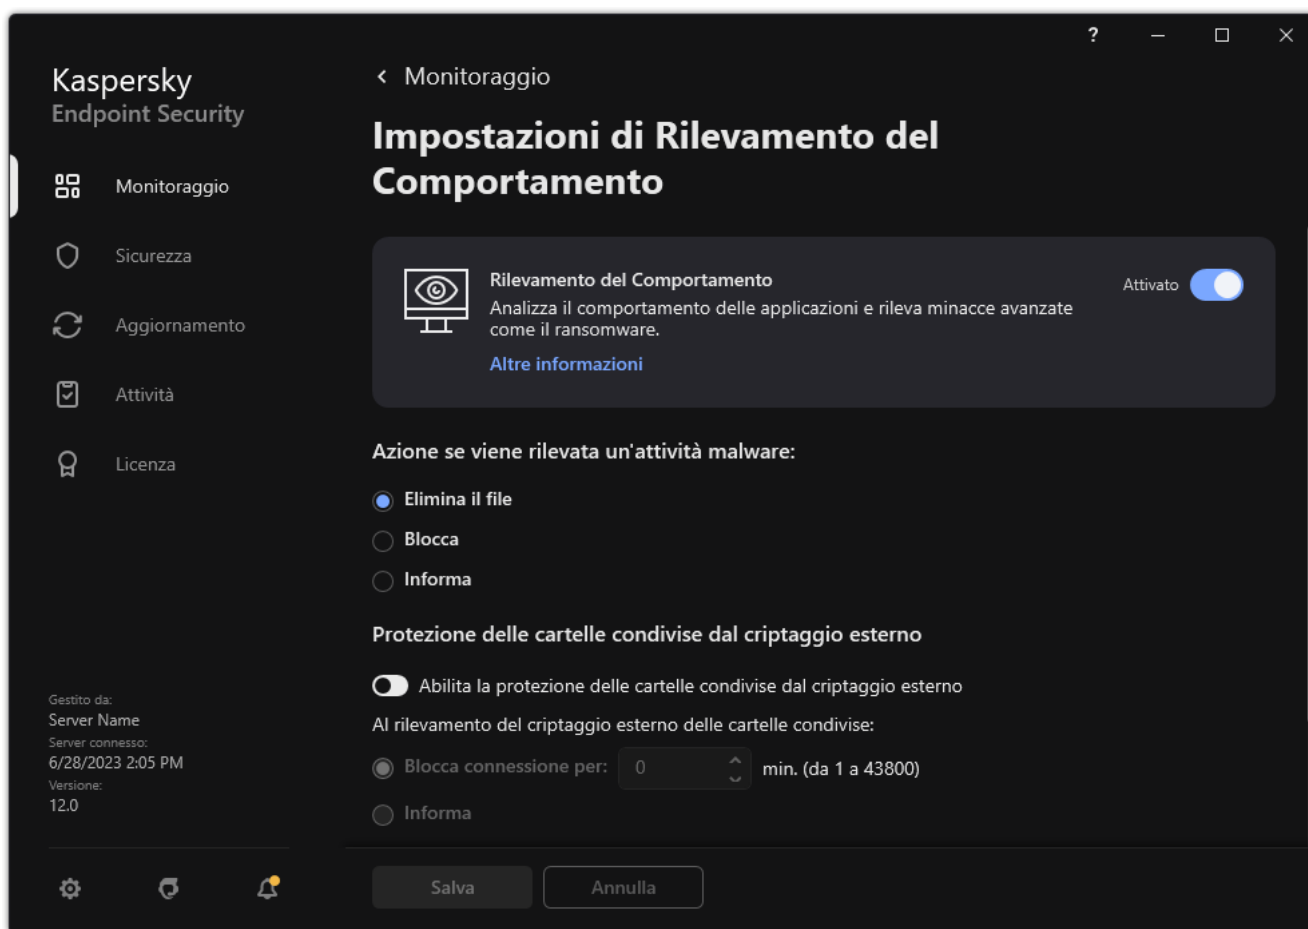 ?
Kaspersky
Endpoint Security
Monitoraggio
Sicurezza
Aggiornamento
Attività
Licenza
Gestito da:
Server Name
Server connesso:
6/28/2023 2:05 PM
Versione:
12.0
Monitoraggio
Impostazioni di Rilevamento del
Comportamento
Rilevamento del Comportamento
Attivato
Analizza il comportamento delle applicazioni e rileva minacce avanzate
come il ransomware.
Altre informazioni
Azione se viene rilevata un'attività malware:
Elimina il file
Blocca
Informa
Protezione delle cartelle condivise dal criptaggio esterno
Abilita la protezione delle cartelle condivise dal criptaggio esterno
Al rilevamento del criptaggio esterno delle cartelle condivise:
Blocca connessione per: 0 min. (da 1 a 43800)
Informa
Salva Annulla